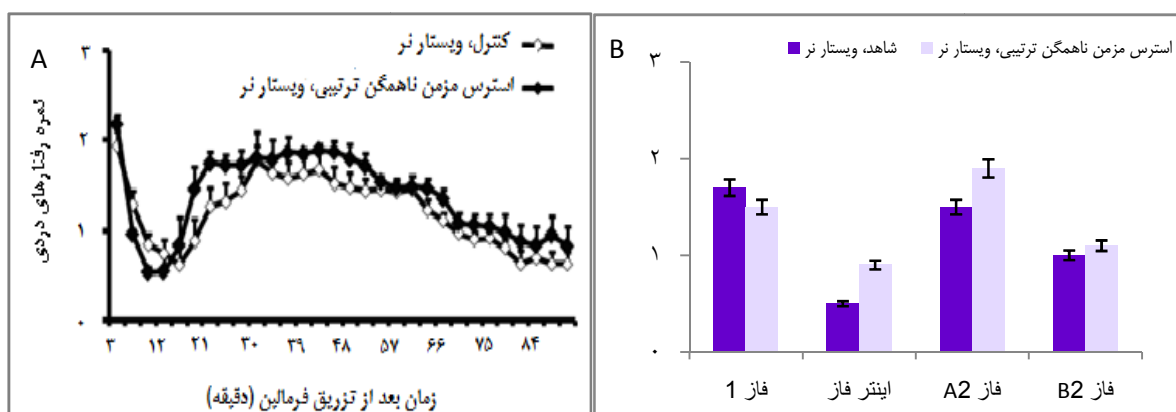 A
کنترل، ویستار نر
استرس مزمن ناهمگن ترتیبی، ویستار نر
نمره رفتارهای دردی
۳
۲
۱
۰
۳ ۱۲ ۲۱ ۳۰ ۳۹ ۴۸ ۵۷ ۶۶ ۷۵ ۸۴
زمان بعد از تزریق فرمالین (دقیقه)
B
شاهد، ویستار نر
استرس مزمن ناهمگن ترتیبی، ویستار نر
۳
۲
۱
۰
فاز 1
اینتر فاز
فاز A2
فاز B2